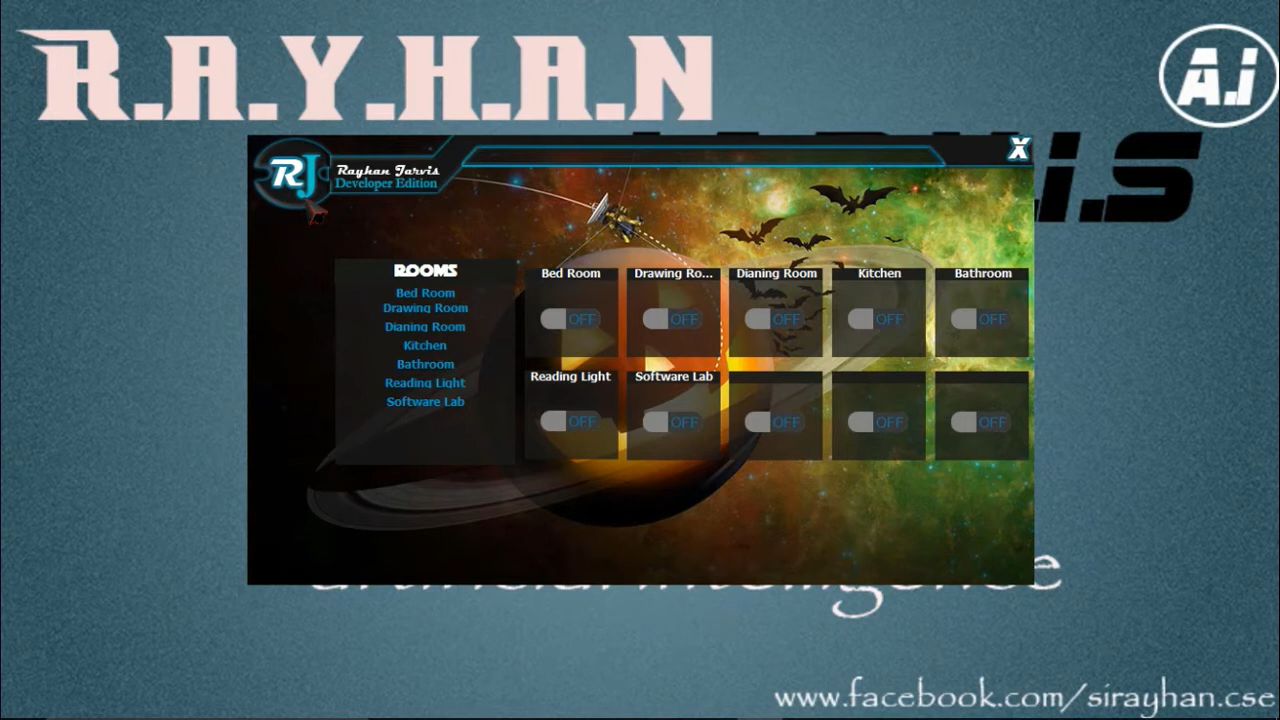 R.A.Y.H.A.N
A.I
X
RJ
Rayhan Jarvis
Developer Edition
ROOMS
Bed Room
Drawing Room
Dianing Room
Kitchen
Bathroom
Reading Light
Software Lab
Bed Room
Drawing Ro...
Dianing Room
Kitchen
Bathroom
OFF
OFF
OFF
OFF
OFF
Reading Light
Software Lab
OFF
OFF
OFF
OFF
OFF
www.facebook.com/sirayhan.cse